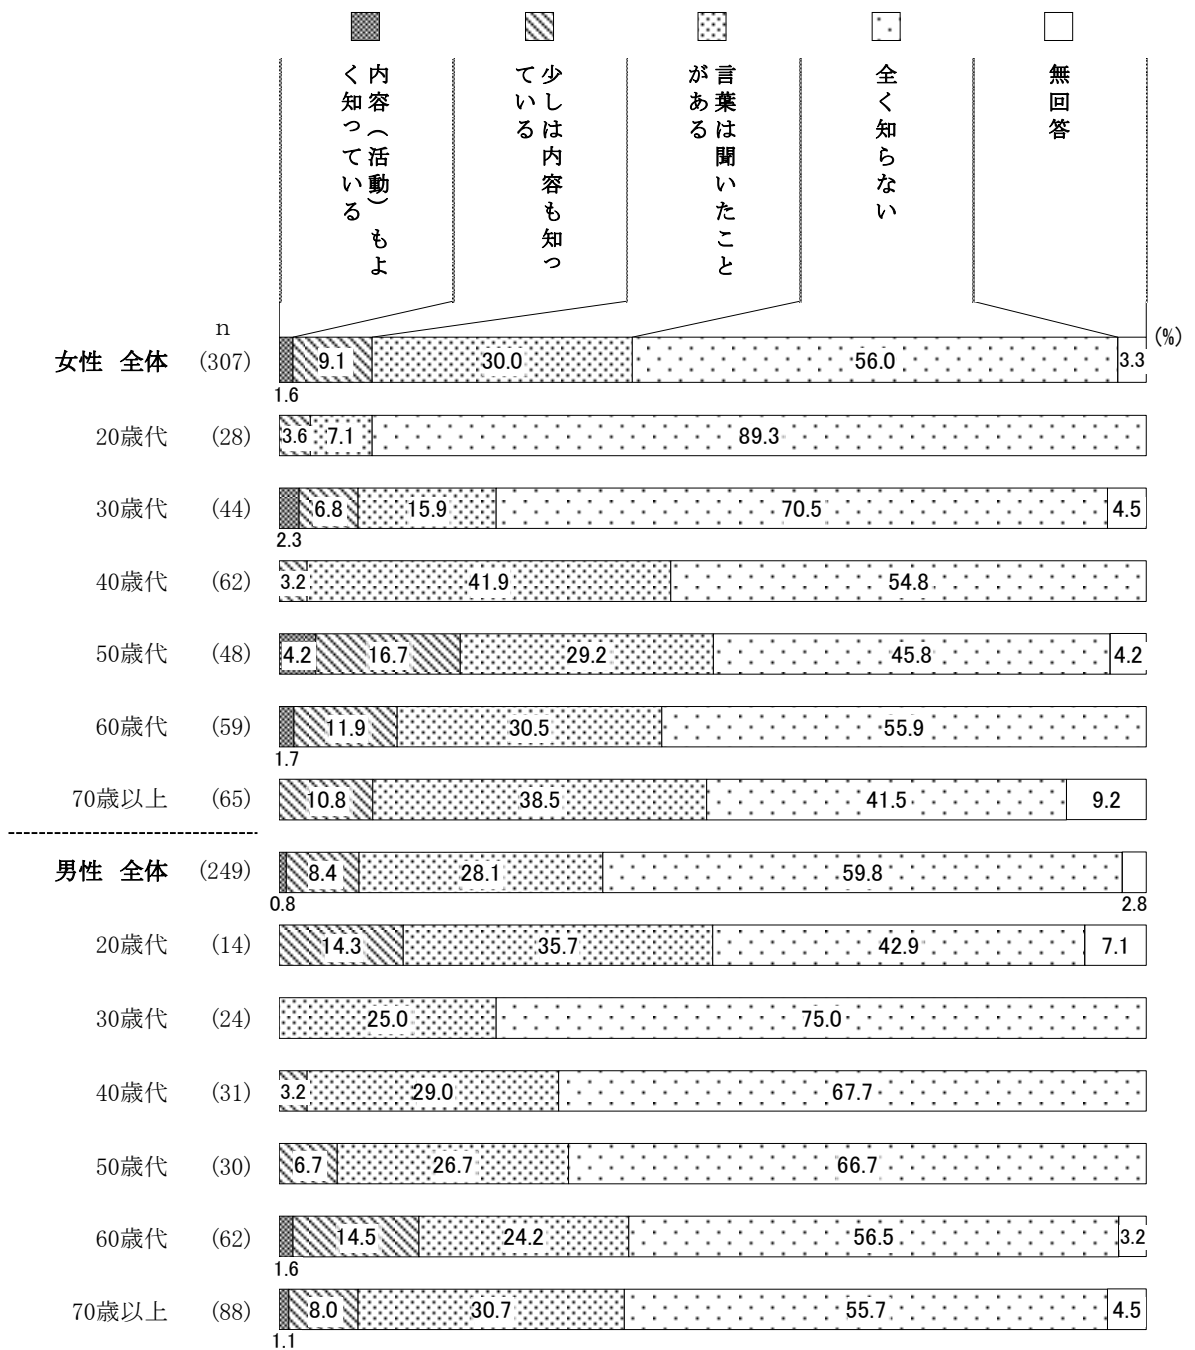 内容（活動）もよ
く知っている
少しは内容も知っ
ている
言葉は聞いたこと
がある
全く知らない
無回答
n
(%)
女性 全体 (307) 9.1 30.0 56.0 3.3
1.6
20歳代 (28) 3.6 7.1 89.3
30歳代 (44) 6.8 15.9 70.5 4.5
2.3
40歳代 (62) 3.2 41.9 54.8
50歳代 (48) 4.2 16.7 29.2 45.8 4.2
60歳代 (59) 11.9 30.5 55.9
1.7
70歳以上 (65) 10.8 38.5 41.5 9.2
男性 全体 (249) 8.4 28.1 59.8
0.8 2.8
20歳代 (14) 14.3 35.7 42.9 7.1
30歳代 (24) 25.0 75.0
40歳代 (31) 3.2 29.0 67.7
50歳代 (30) 6.7 26.7 66.7
60歳代 (62) 14.5 24.2 56.5 3.2
1.6
70歳以上 (88) 8.0 30.7 55.7 4.5
1.1